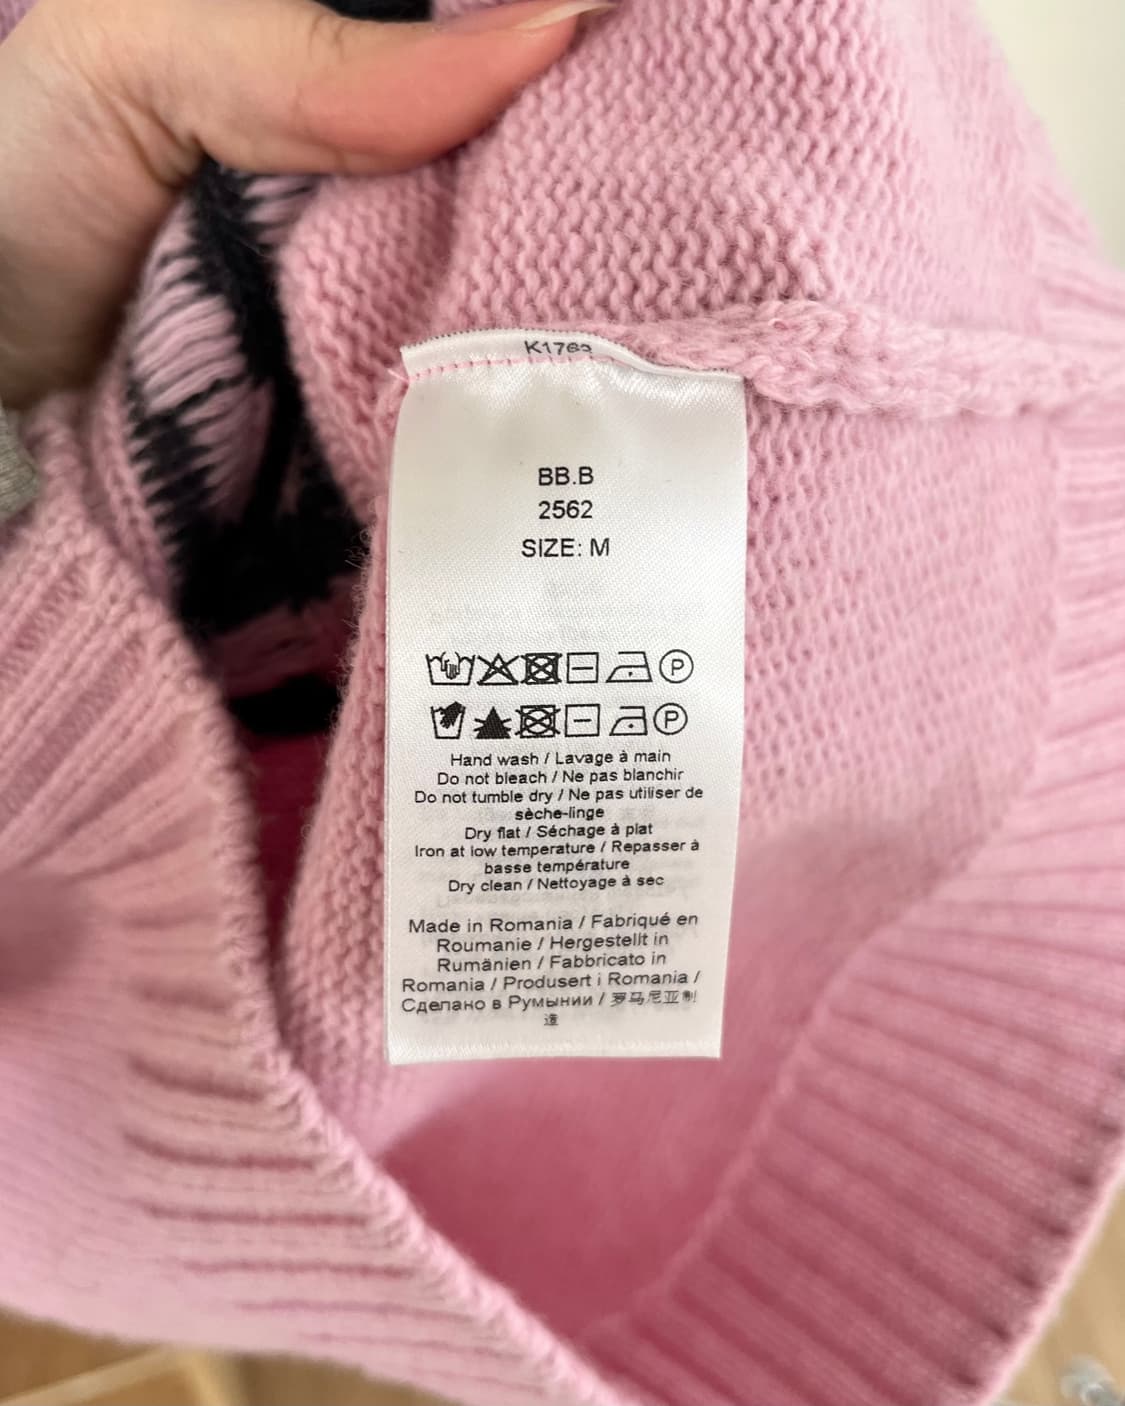 K1763
BB.B
2562
SIZE: M
P
P
Hand wash / Lavage à main
Do not bleach / Ne pas blanchir
Do not tumble dry / Ne pas utiliser de
sèche-linge
Dry flat / Séchage à plat
Iron at low temperature / Repasser à
basse température
Dry clean / Nettoyage à sec
Made in Romania / Fabriqué en
Roumanie / Hergestellt in
Rumänien / Fabbricato in
Romania / Produsert i Romania /
Сделано в Румынии / 罗马尼亚制
造